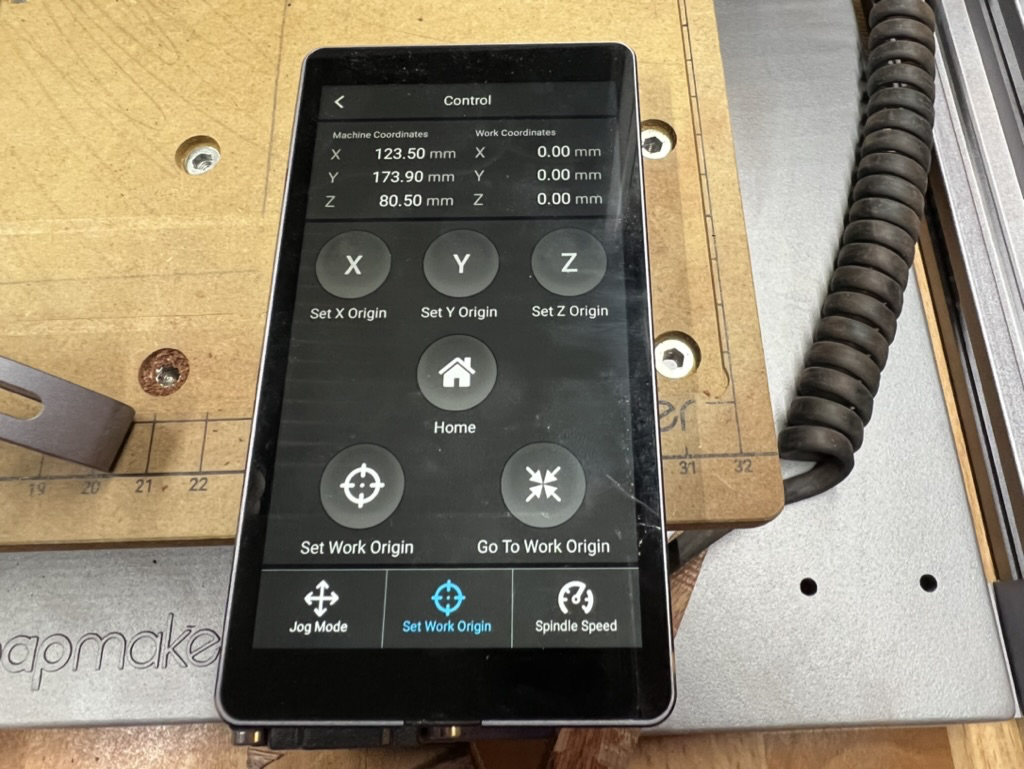 Control
Machine Coordinates
X 123.50 mm
Y 173.90 mm
Z 80.50 mm
Work Coordinates
X 0.00 mm
Y 0.00 mm
Z 0.00 mm
X
Y
Z
Set X Origin
Set Y Origin
Set Z Origin
Home
Set Work Origin
Go To Work Origin
Jog Mode
Set Work Origin
Spindle Speed
er
19 20 21 22
31 32
apmake